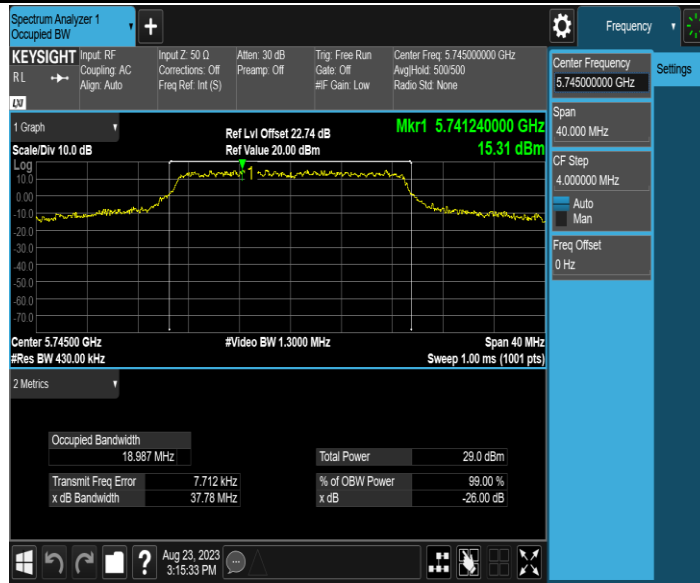 Spectrum Analyzer 1
Occupied BW
+
Frequency
KEYSIGHT
RL
LXI
Input: RF
Coupling: AC
Align: Auto
Input Z: 50 Ω
Corrections: Off
Freq Ref: Int (S)
Atten: 30 dB
Preamp: Off
Trig: Free Run
Gate: Off
#IF Gain: Low
Center Freq: 5.745000000 GHz
Avg|Hold: 500/500
Radio Std: None
Center Frequency
5.745000000 GHz
Settings
Span
40.000 MHz
CF Step
4.000000 MHz
Auto
Man
Freq Offset
0 Hz
1 Graph
Scale/Div 10.0 dB
Ref Lvl Offset 22.74 dB
Ref Value 20.00 dBm
Mkr1 5.741240000 GHz
15.31 dBm
Log
10.0
0.00
-10.0
-20.0
-30.0
-40.0
-50.0
-60.0
-70.0
1
Center 5.74500 GHz
#Res BW 430.00 kHz
#Video BW 1.3000 MHz
Span 40 MHz
Sweep 1.00 ms (1001 pts)
2 Metrics
Occupied Bandwidth
18.987 MHz
Total Power 29.0 dBm
Transmit Freq Error 7.712 kHz
x dB Bandwidth 37.78 MHz
% of OBW Power 99.00 %
x dB -26.00 dB
?
Aug 23, 2023
3:15:33 PM